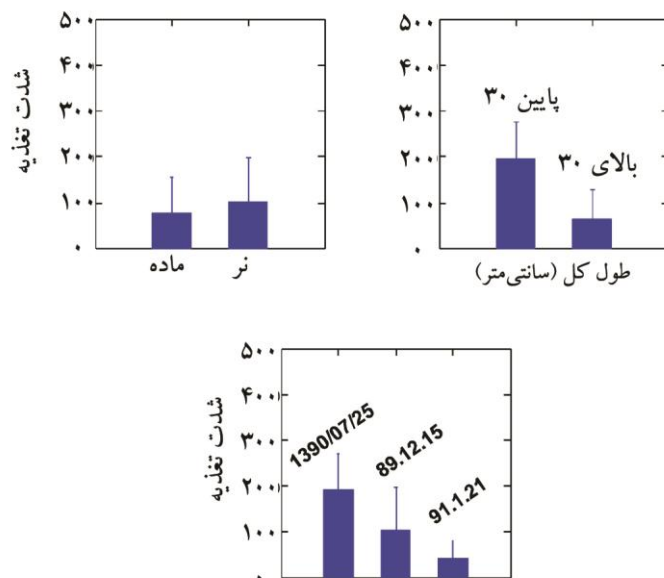 شدت تغذیه
۵۰۰
۴۰۰
۳۰۰
۲۰۰
۱۰۰
۰
ماده
نر
۵۰۰
۴۰۰
۳۰۰
۲۰۰
۱۰۰
۰
پایین ۳۰
بالای ۳۰
طول کل (سانتی‌متر)
شدت تغذیه
۵۰۰
۴۰۰
۳۰۰
۲۰۰
۱۰۰
1390/07/25
89.12.15
91.1.21